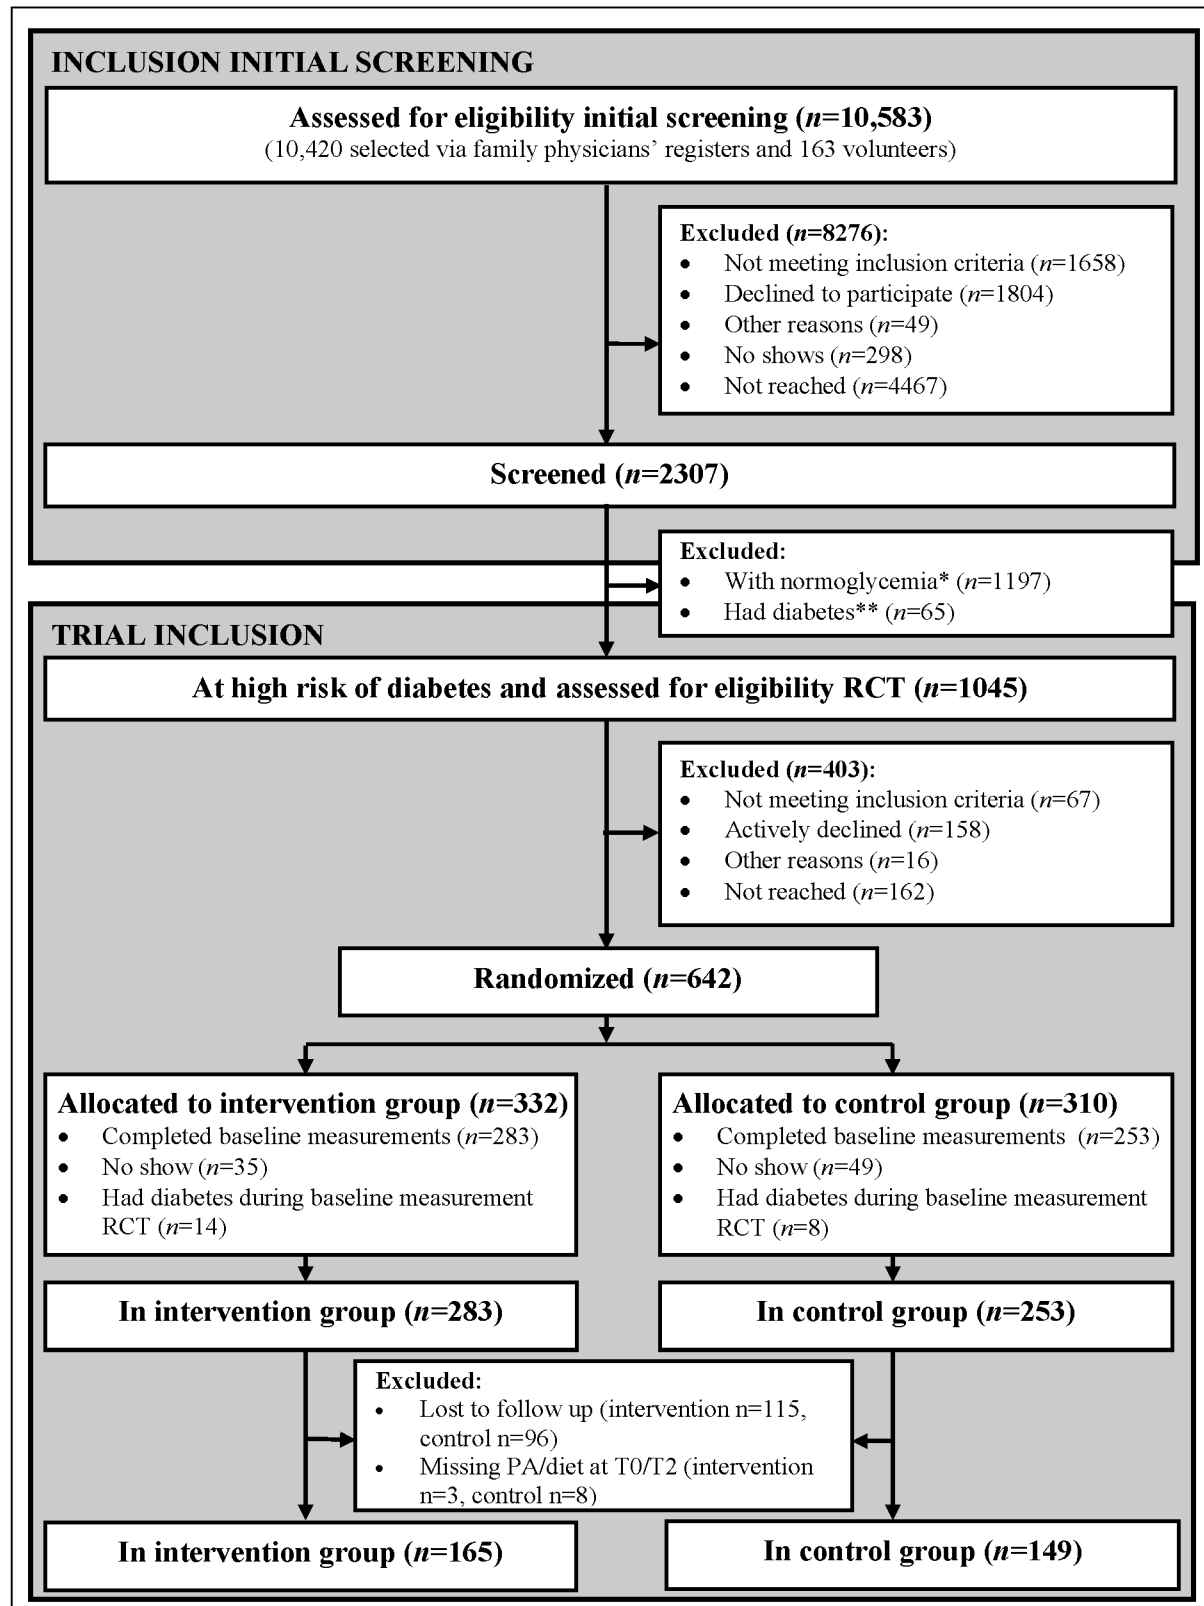 INCLUSION INITIAL SCREENING
Assessed for eligibility initial screening (n=10,583)
(10,420 selected via family physicians’ registers and 163 volunteers)
Excluded (n=8276):
• Not meeting inclusion criteria (n=1658)
• Declined to participate (n=1804)
• Other reasons (n=49)
• No shows (n=298)
• Not reached (n=4467)
Screened (n=2307)
Excluded:
• With normoglycemia* (n=1197)
• Had diabetes** (n=65)
TRIAL INCLUSION
At high risk of diabetes and assessed for eligibility RCT (n=1045)
Excluded (n=403):
• Not meeting inclusion criteria (n=67)
• Actively declined (n=158)
• Other reasons (n=16)
• Not reached (n=162)
Randomized (n=642)
Allocated to intervention group (n=332)
• Completed baseline measurements (n=283)
• No show (n=35)
• Had diabetes during baseline measurement
RCT (n=14)
Allocated to control group (n=310)
• Completed baseline measurements (n=253)
• No show (n=49)
• Had diabetes during baseline measurement
RCT (n=8)
In intervention group (n=283)
In control group (n=253)
Excluded:
• Lost to follow up (intervention n=115,
control n=96)
• Missing PA/diet at T0/T2 (intervention
n=3, control n=8)
In intervention group (n=165)
In control group (n=149)